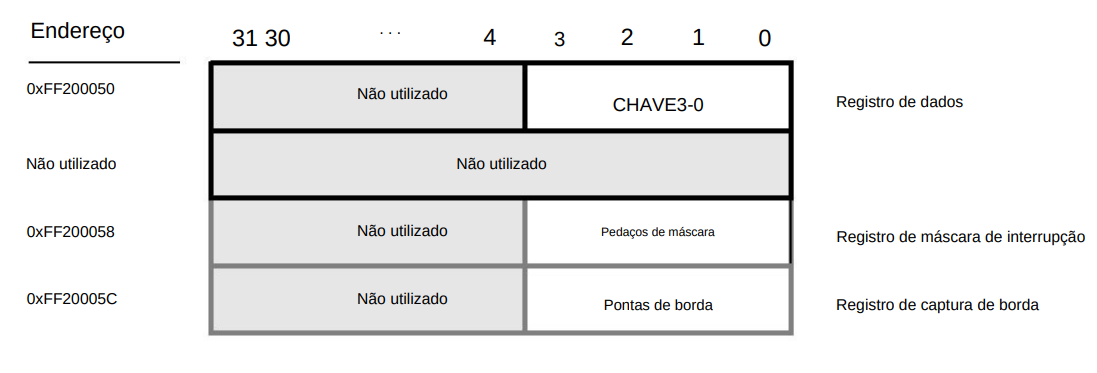 Endereço
31 30 ... 4 3 2 1 0
0xFF200050 Não utilizado CHAVE3-0 Registro de dados
Não utilizado Não utilizado
0xFF200058 Não utilizado Pedaços de máscara Registro de máscara de interrupção
0xFF20005C Não utilizado Pontas de borda Registro de captura de borda